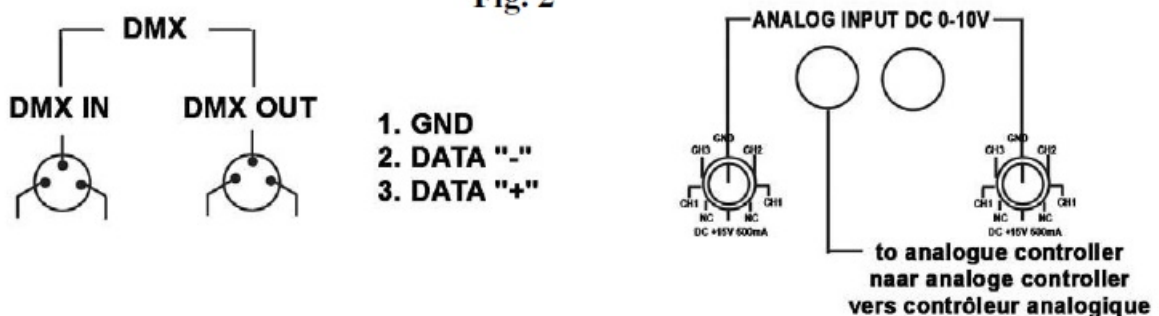 Fig. 2
DMX
DMX IN
DMX OUT
1. GND
2. DATA "-"
3. DATA "+"
ANALOG INPUT DC 0-10V
GND
CH3
CH2
CH1
CH1
NC
NC
DC +15V 500mA
GND
CH3
CH2
CH1
CH1
NC
NC
DC +15V 500mA
to analogue controller
naar analoge controller
vers contrôleur analogique